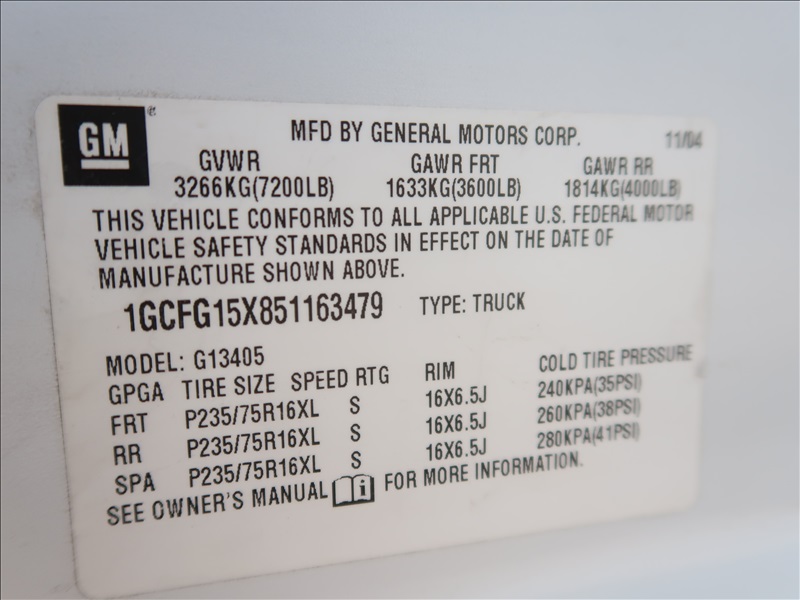 GM
MFD BY GENERAL MOTORS CORP. 11/04
GVWR GAWR FRT GAWR RR
3266KG(7200LB) 1633KG(3600LB) 1814KG(4000LB)
THIS VEHICLE CONFORMS TO ALL APPLICABLE U.S. FEDERAL MOTOR
VEHICLE SAFETY STANDARDS IN EFFECT ON THE DATE OF
MANUFACTURE SHOWN ABOVE.
1GCFG15X851163479 TYPE: TRUCK
MODEL: G13405
GPGA TIRE SIZE SPEED RTG RIM COLD TIRE PRESSURE
FRT P235/75R16XL S 16X6.5J 240KPA(35PSI)
RR P235/75R16XL S 16X6.5J 260KPA(38PSI)
SPA P235/75R16XL S 16X6.5J 280KPA(41PSI)
SEE OWNER'S MANUAL i FOR MORE INFORMATION.